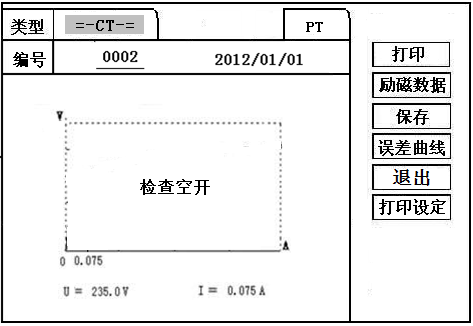 类型 =-CT-= PT
编号 0002 2012/01/01
打印
励磁数据
保存
误差曲线
退出
打印设定
V
检查空开
A
0 0.075
U = 235.0V I = 0.075A